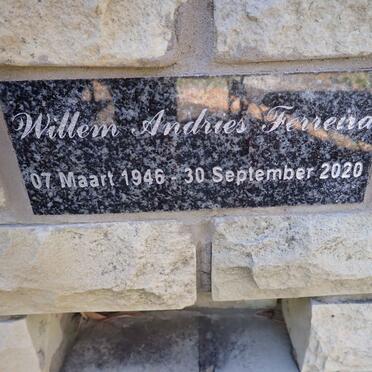 Willem Andries Ferreira
07 Maart 1946 - 30 September 2020